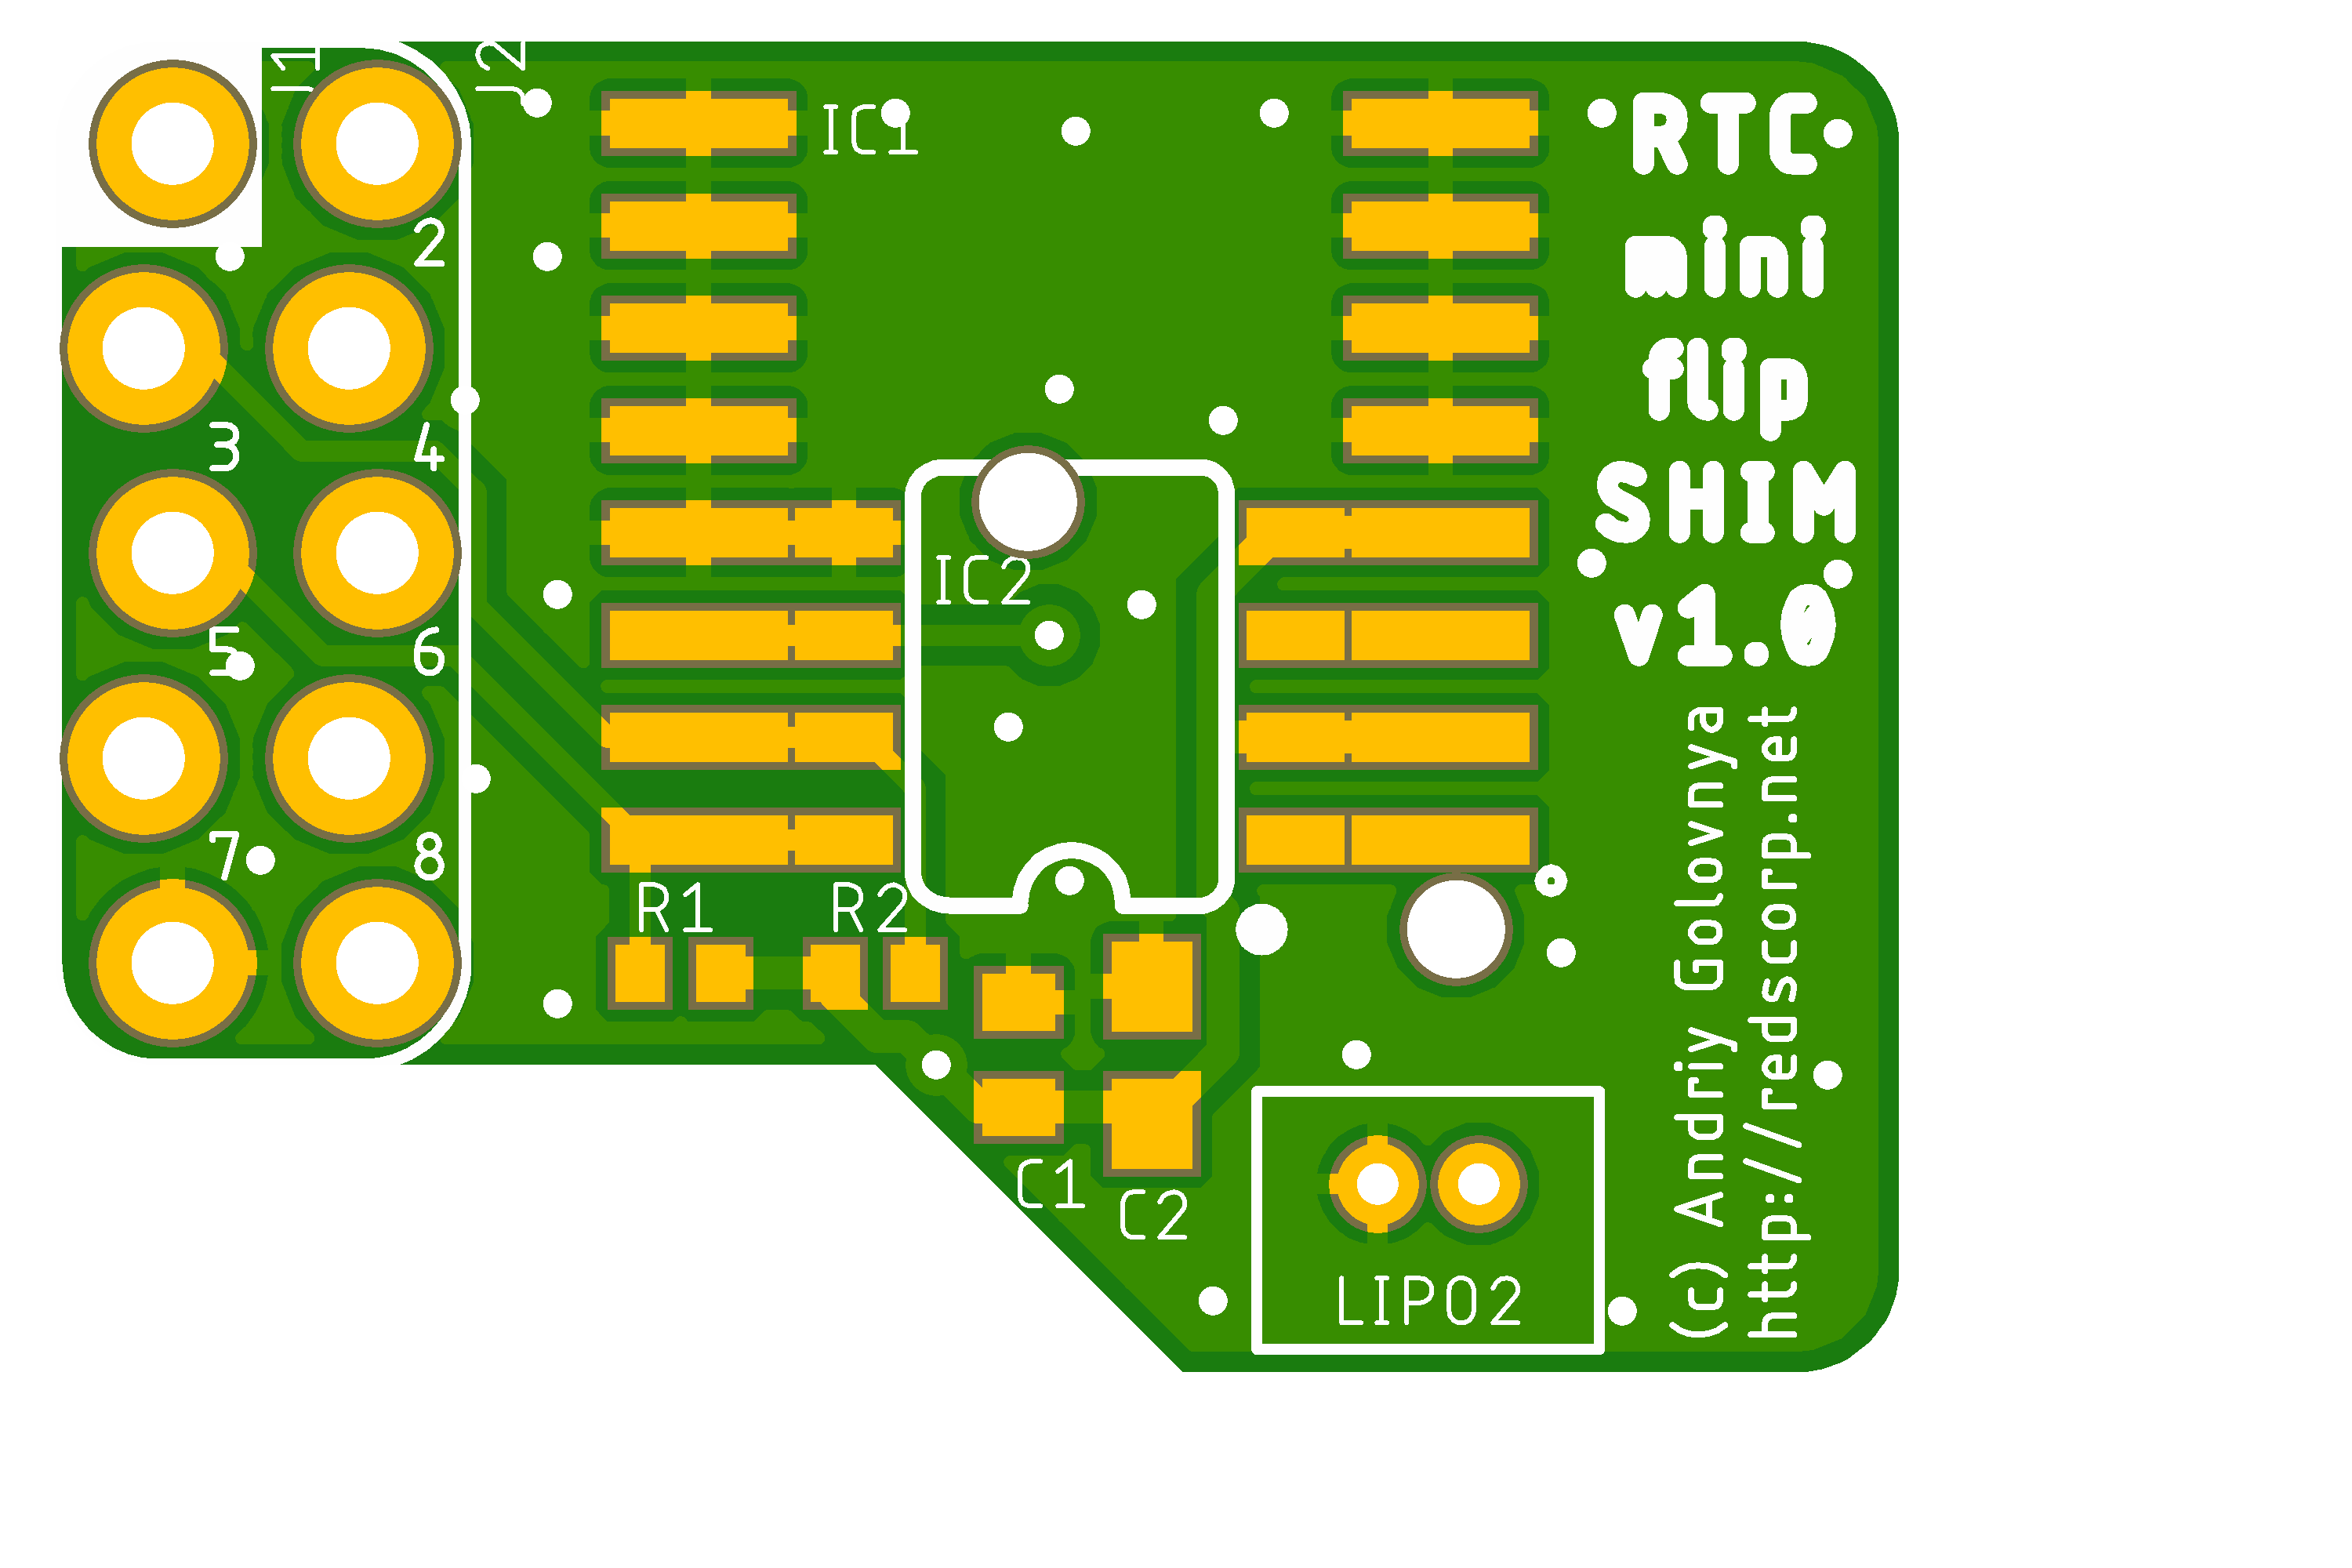 J1
J2
IC1
2
3
4
5
6
7
8
IC2
R1
R2
C1
C2
LIPO2
RTC
mini
flip
SHIM
v1.0
(c) Andriy Golovnya
http://redscorp.net